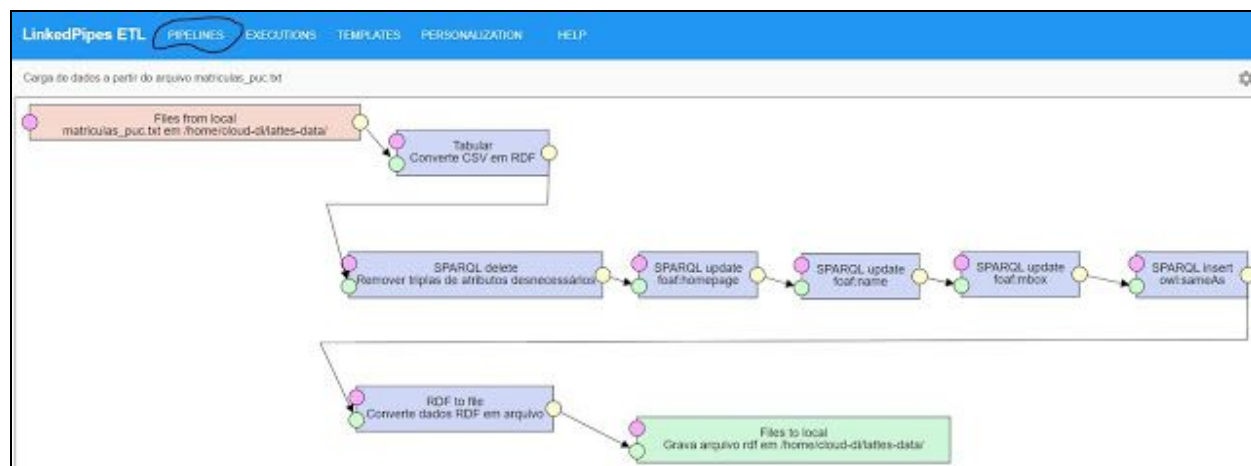 LinkedPipes ETL PIPELINES EXECUTIONS TEMPLATES PERSONALIZATION HELP
Carga de dados a partir do arquivo matriculas_puc.txt
Files from local
matriculas_puc.txt em /home/cloud-di/lattes-data/
Tabular
Converte CSV em RDF
SPARQL delete
Remover triplas de atributos desnecessários
SPARQL update
foaf:homepage
SPARQL update
foaf:name
SPARQL update
foaf:mbox
SPARQL insert
owl:sameAs
RDF to file
Converte dados RDF em arquivo
Files to local
Grava arquivo rdf em /home/cloud-di/lattes-data/